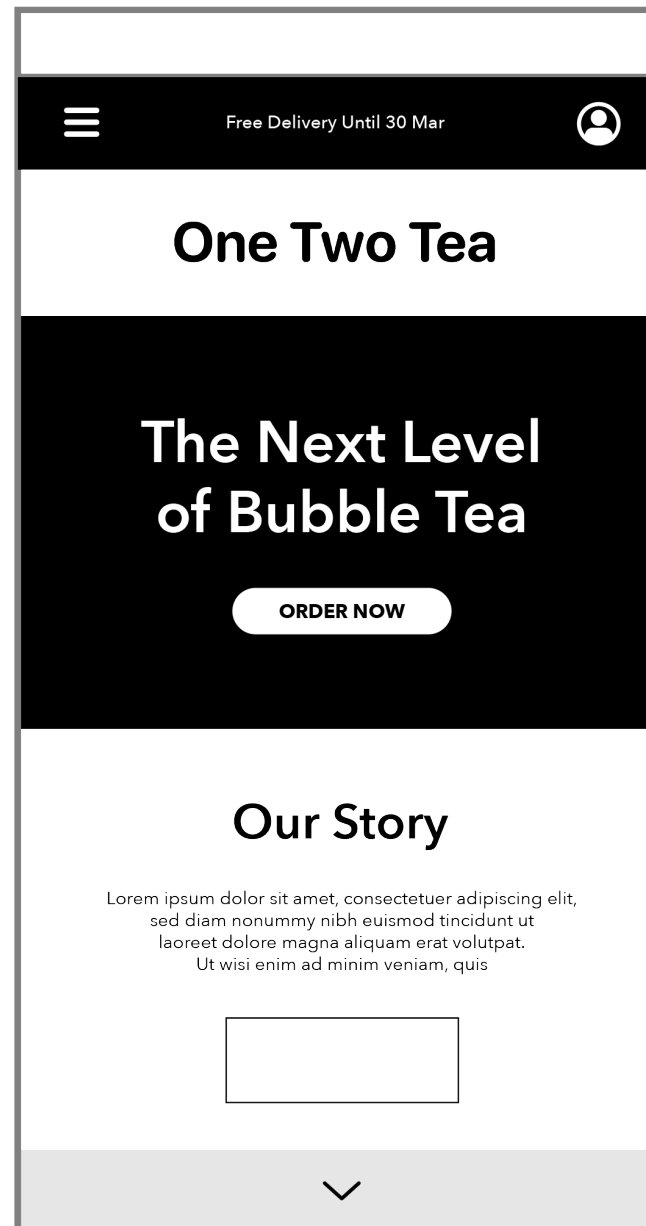 Free Delivery Until 30 Mar
One Two Tea
The Next Level
of Bubble Tea
ORDER NOW
Our Story
Lorem ipsum dolor sit amet, consectetuer adipiscing elit,
sed diam nonummy nibh euismod tincidunt ut
laoreet dolore magna aliquam erat volutpat.
Ut wisi enim ad minim veniam, quis